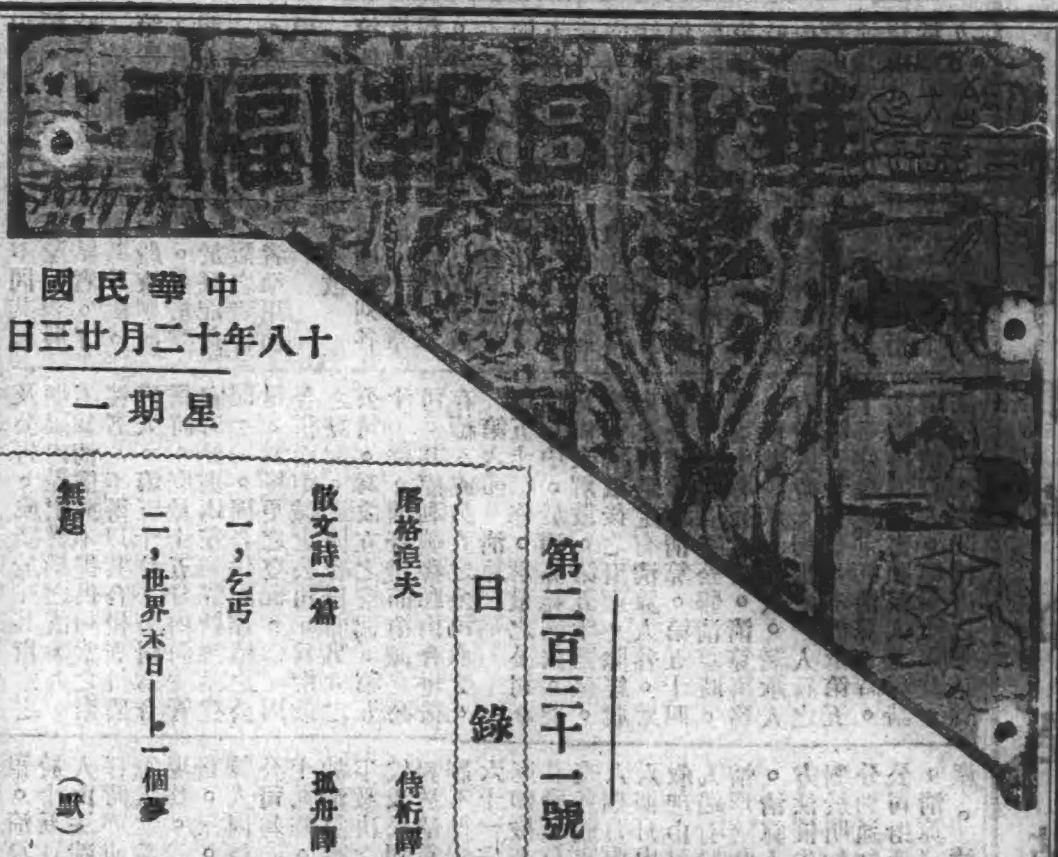 華北日報副刊
中華民國
十八年十二月廿三日
星期一
第二百三十一號
目錄
屠格湼夫 侍桁譯
散文詩二篇 孤舟譯
一，乞丐
二，世界末日——。一個夢
無題 （默）